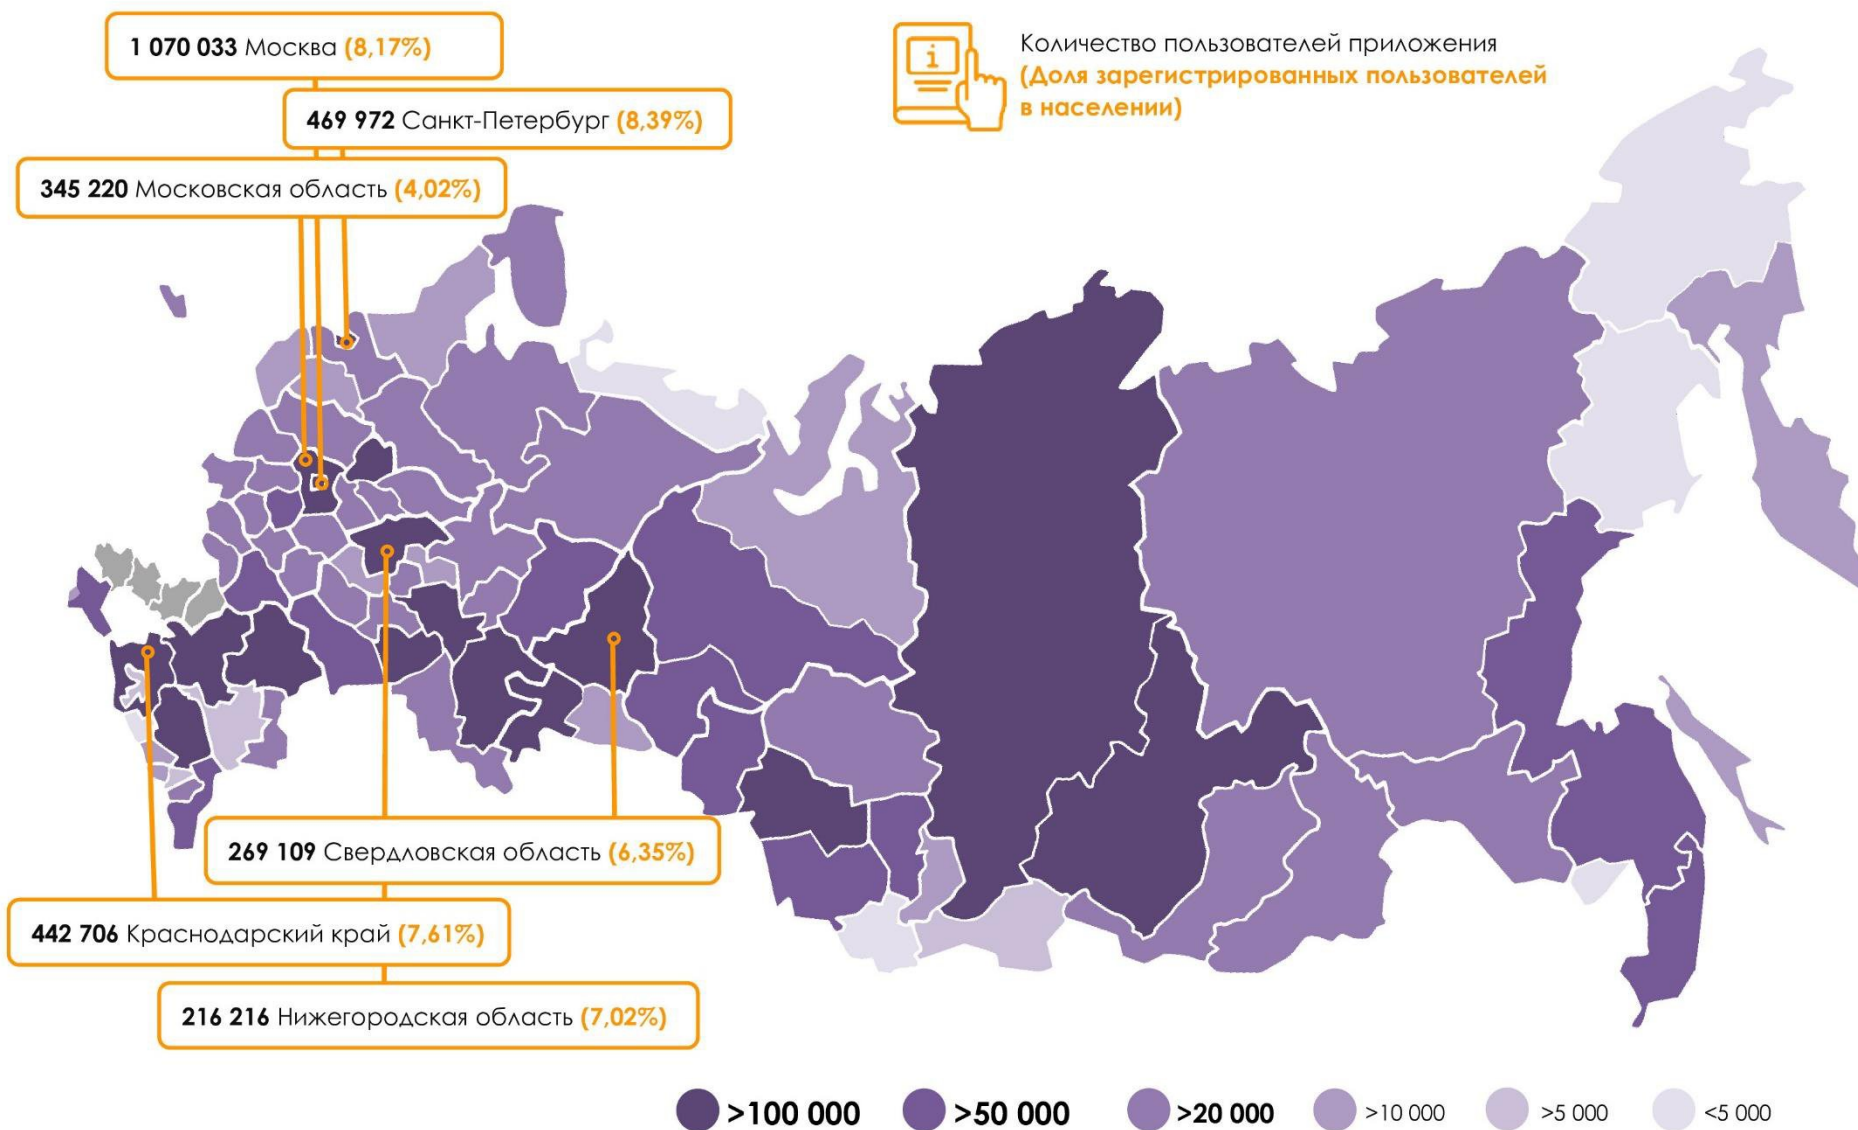 1 070 033 Москва (8,17%)
469 972 Санкт-Петербург (8,39%)
345 220 Московская область (4,02%)
i
Количество пользователей приложения
(Доля зарегистрированных пользователей
в населении)
269 109 Свердловская область (6,35%)
442 706 Краснодарский край (7,61%)
216 216 Нижегородская область (7,02%)
>100 000 >50 000 >20 000 >10 000 >5 000 <5 000